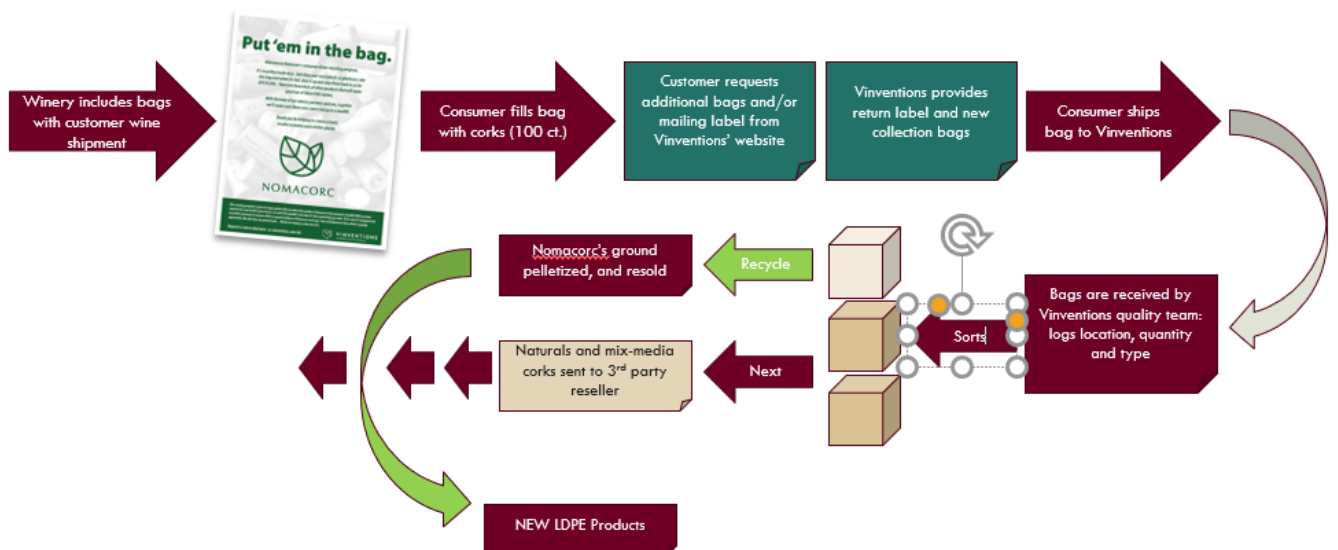 Put 'em in the bag.
Winery includes bags
with customer wine
shipment
NOMACORC
VINVENTIONS
Consumer fills bag
with corks (100 ct.)
Customer requests
additional bags and/or
mailing label from
Vinventions' website
Vinventions provides
return label and new
collection bags
Consumer ships
bag to Vinventions
Nomacorc's ground
pelletized, and resold
Recycle
Bags are received by
Vinventions quality team:
logs location, quantity
and type
Sorts
Naturals and mix-media
corks sent to 3rd party
reseller
Next
NEW LDPE Products